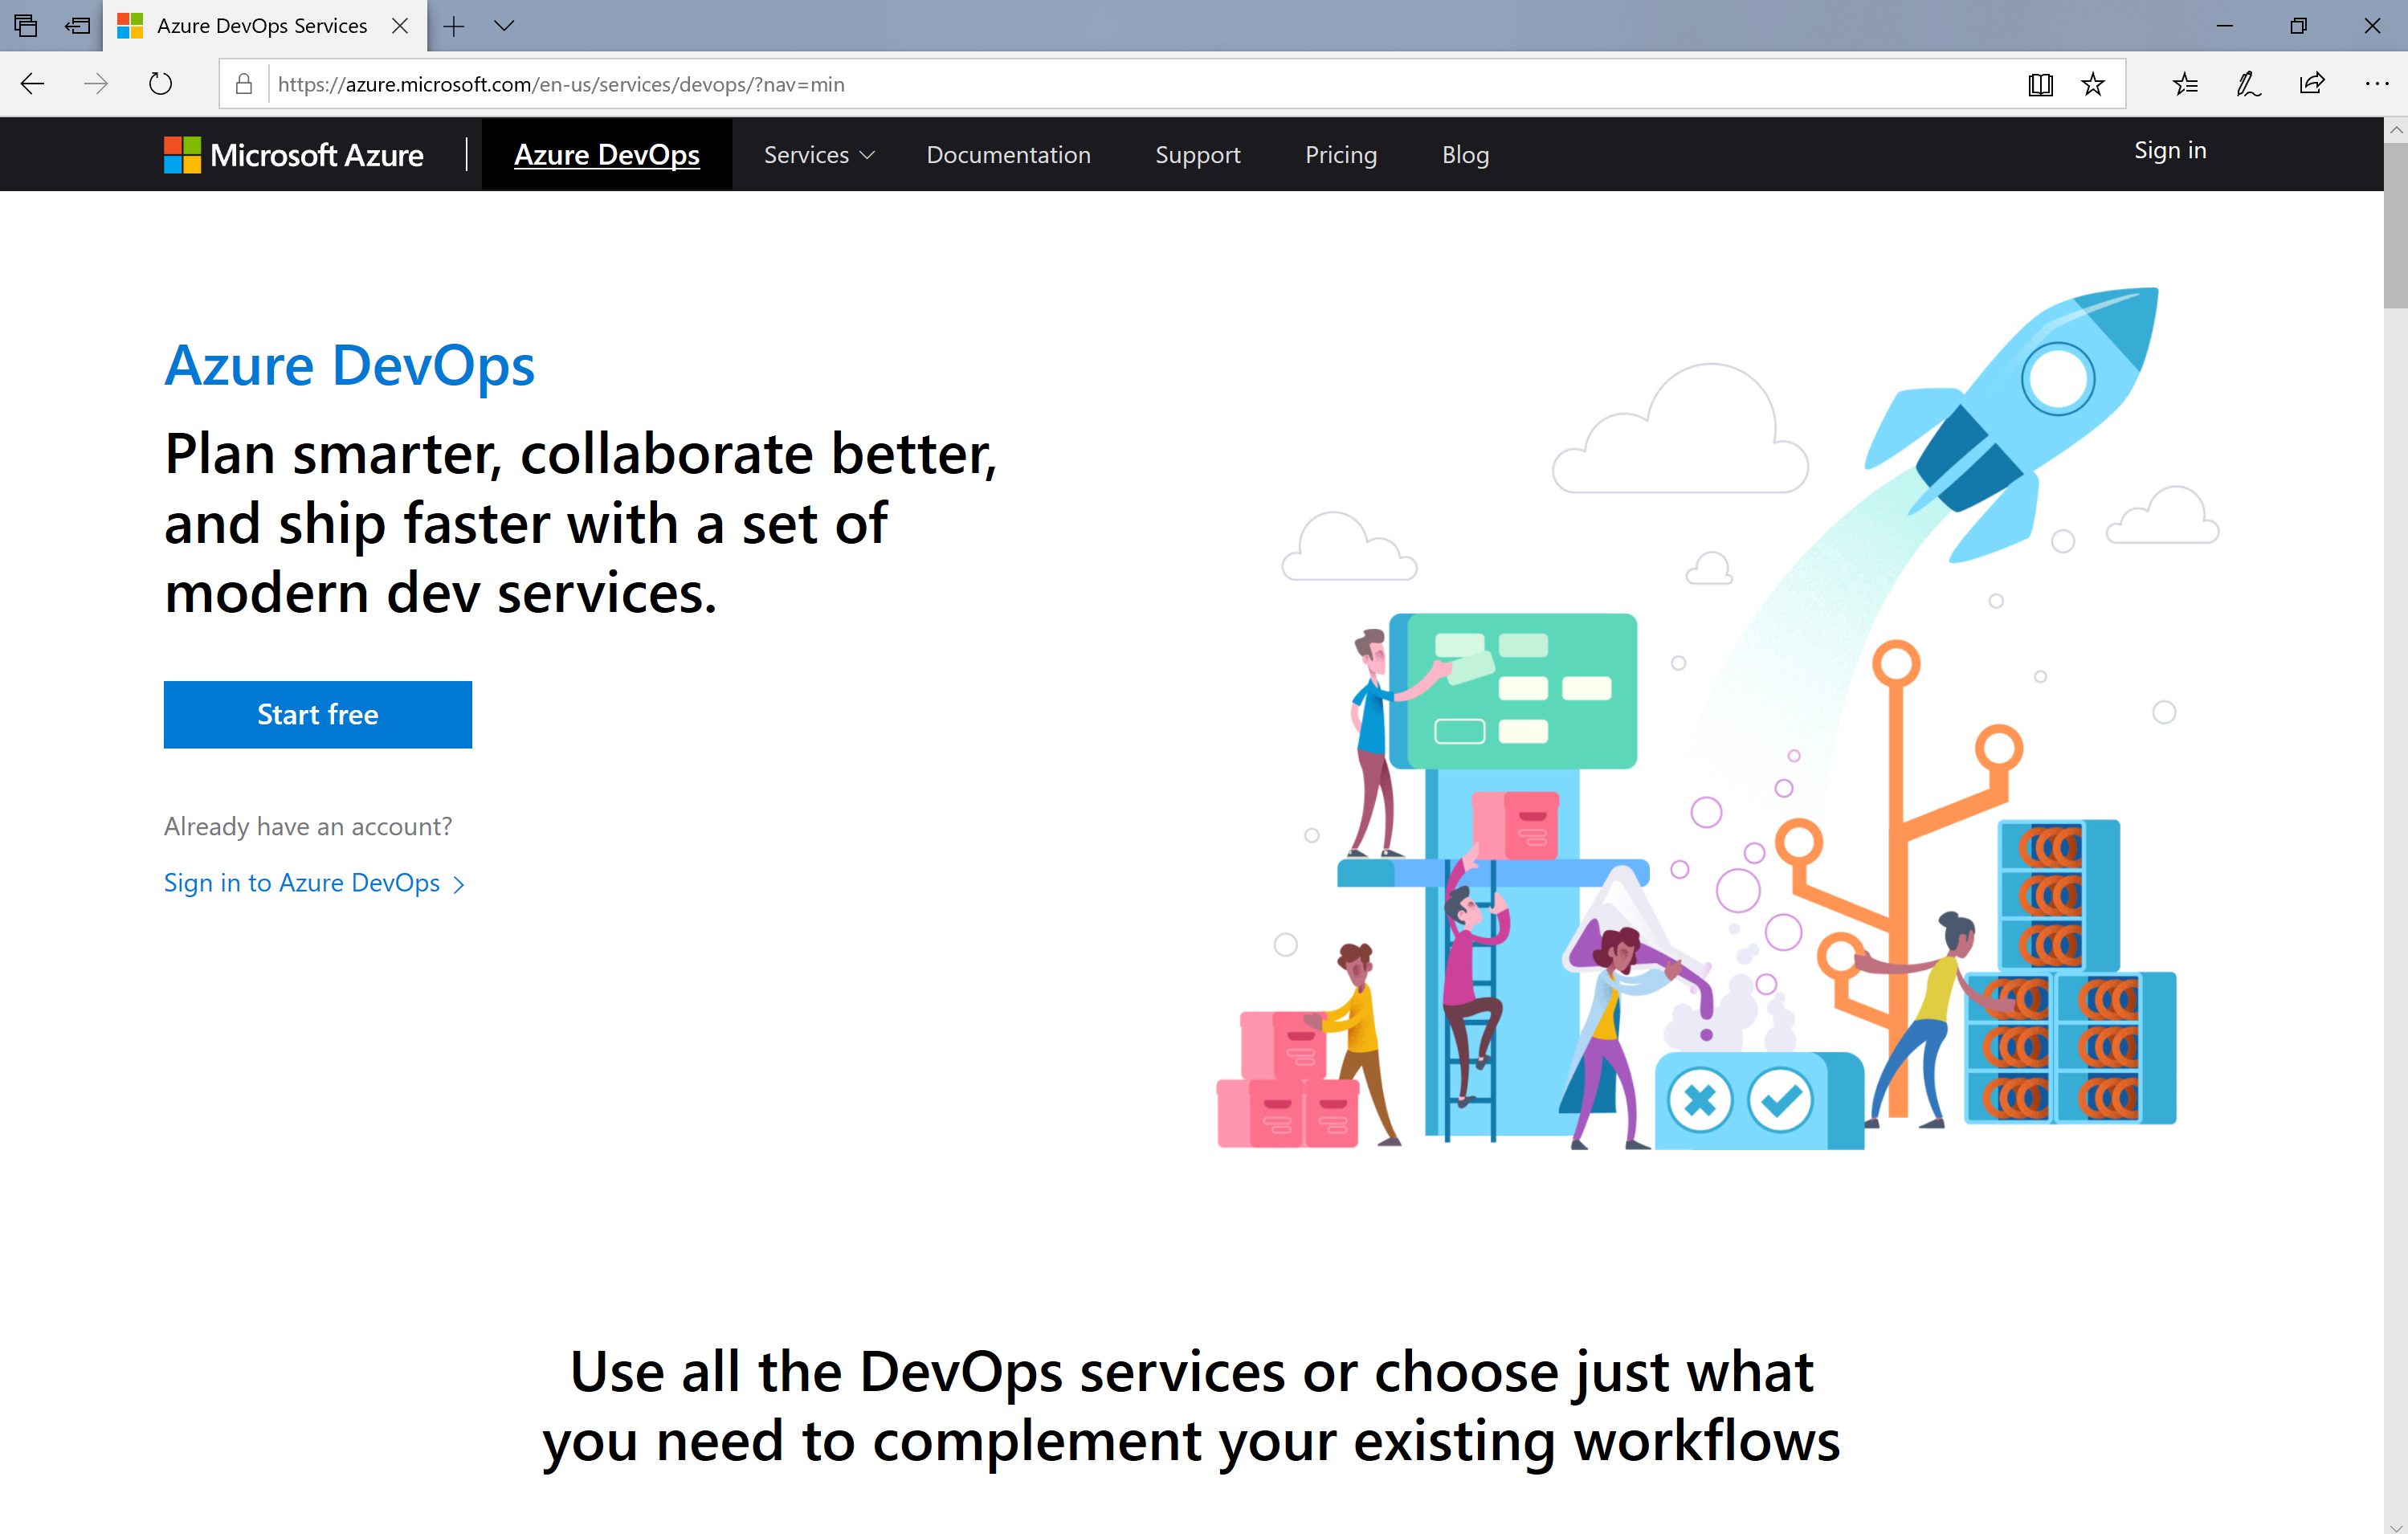 Azure DevOps Services
https://azure.microsoft.com/en-us/services/devops/?nav=min
Microsoft Azure
Azure DevOps
Services
Documentation
Support
Pricing
Blog
Sign in
Azure DevOps
Plan smarter, collaborate better,
and ship faster with a set of
modern dev services.
Start free
Already have an account?
Sign in to Azure DevOps
Use all the DevOps services or choose just what
you need to complement your existing workflows